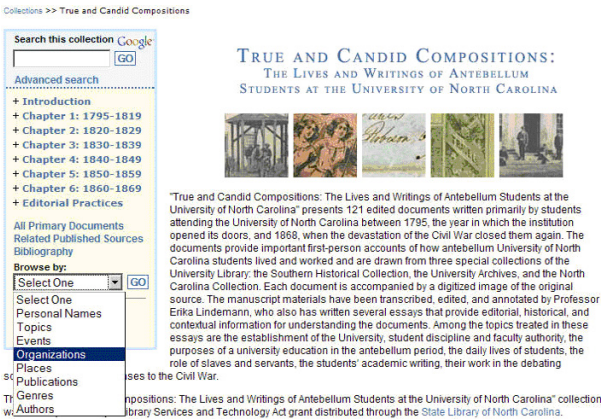 Collections >> True and Candid Compositions
Search this collection Google
GO
Advanced search
+ Introduction
+ Chapter 1: 1795-1819
+ Chapter 2: 1820-1829
+ Chapter 3: 1830-1839
+ Chapter 4: 1840-1849
+ Chapter 5: 1850-1859
+ Chapter 6: 1860-1869
+ Editorial Practices
All Primary Documents
Related Published Sources
Bibliography
Browse by:
Select One GO
Select One
Personal Names
Topics
Events
Organizations
Places
Publications
Genres
Authors
TRUE AND CANDID COMPOSITIONS:
THE LIVES AND WRITINGS OF ANTEBELLUM
STUDENTS AT THE UNIVERSITY OF NORTH CAROLINA
"True and Candid Compositions: The Lives and Writings of Antebellum Students at the
University of North Carolina" presents 121 edited documents written primarily by students
attending the University of North Carolina between 1795, the year in which the institution
opened its doors, and 1868, when the devastation of the Civil War closed them again. The
documents provide important first-person accounts of how antebellum University of North
Carolina students lived and worked and are drawn from three special collections of the
University Library: the Southern Historical Collection, the University Archives, and the North
Carolina Collection. Each document is accompanied by a digitized image of the original
source. The manuscript materials have been transcribed, edited, and annotated by Professor
Erika Lindemann, who also has written several essays that provide editorial, historical, and
contextual information for understanding the documents. Among the topics treated in these
essays are the establishment of the University, student discipline and faculty authority, the
purposes of a university education in the antebellum period, the daily lives of students, the
role of slaves and servants, the students' academic writing, their work in the debating
to the Civil War.
The Lives and Writings of Antebellum Students at the University of North Carolina" collection
Services and Technology Act grant distributed through the State Library of North Carolina.